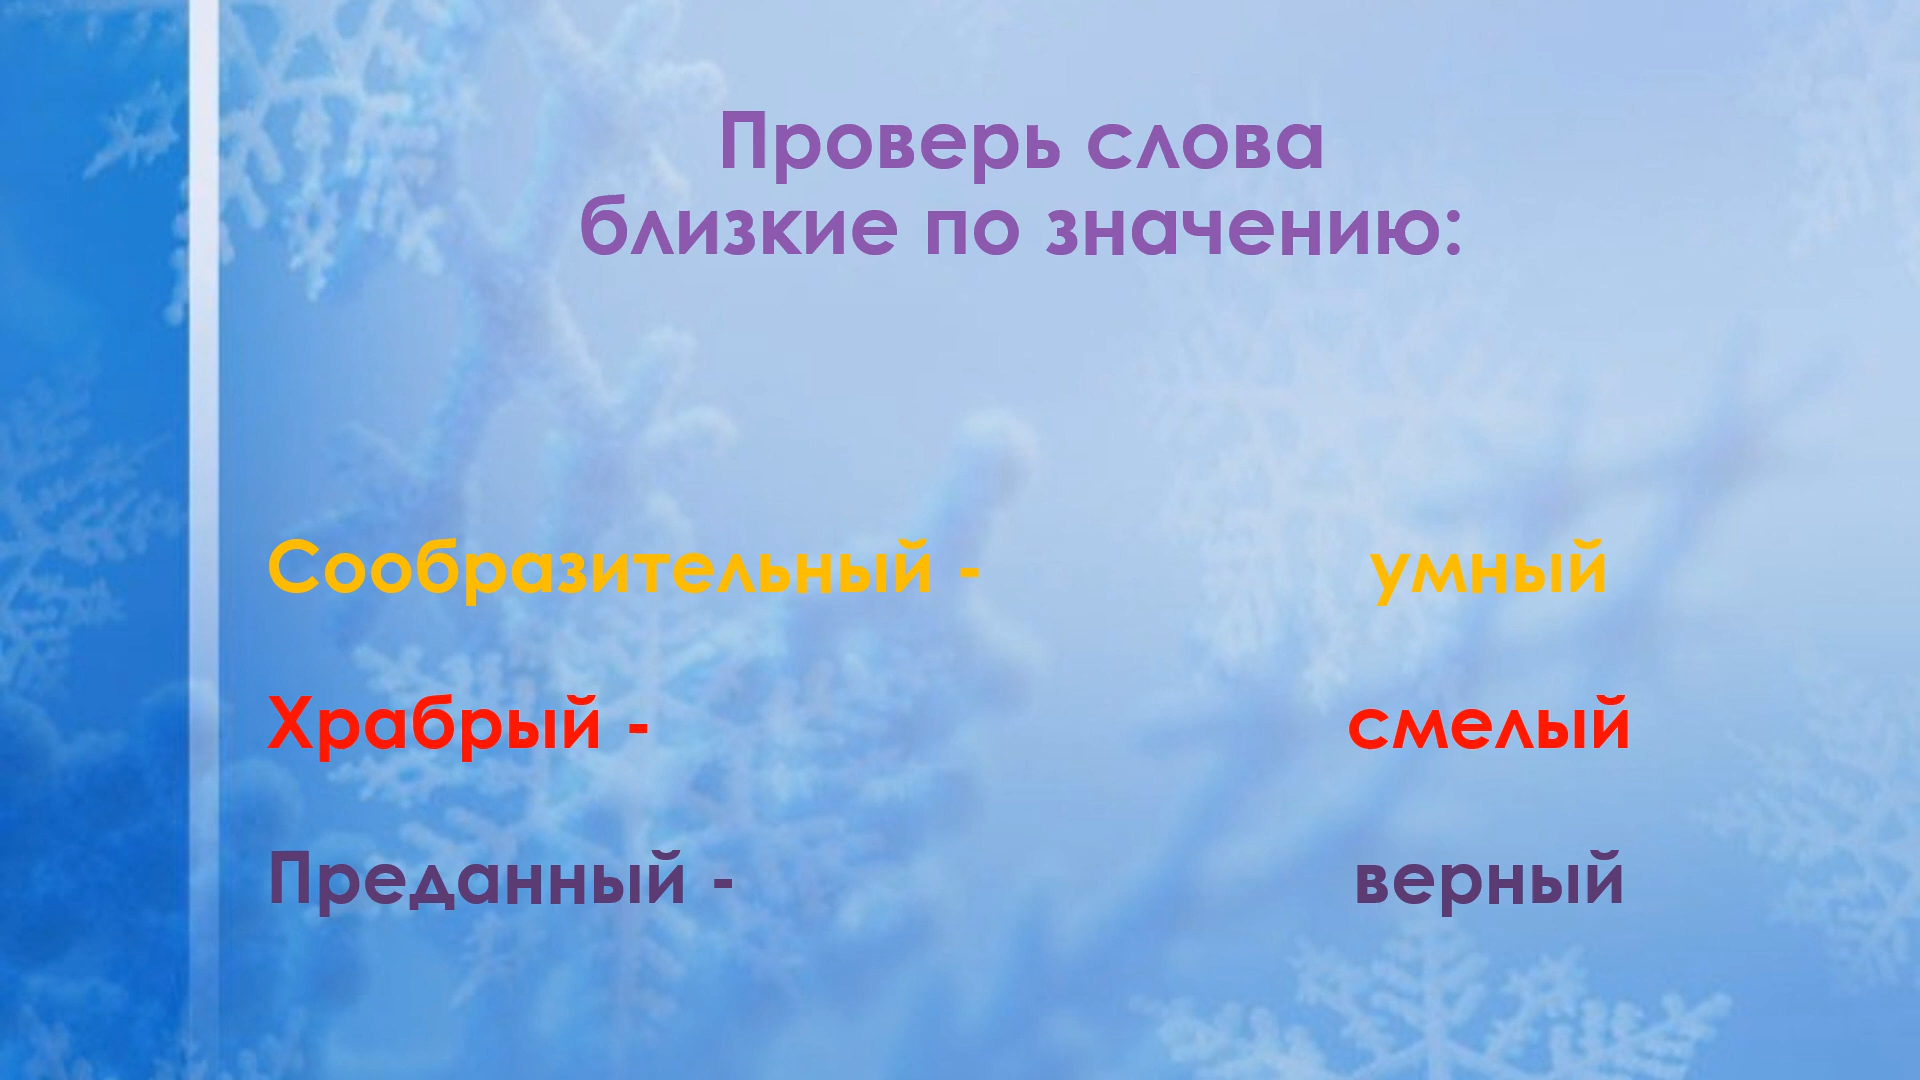 Проверь слова
близкие по значению:
Сообразительный - умный
Храбрый - смелый
Преданный - верный